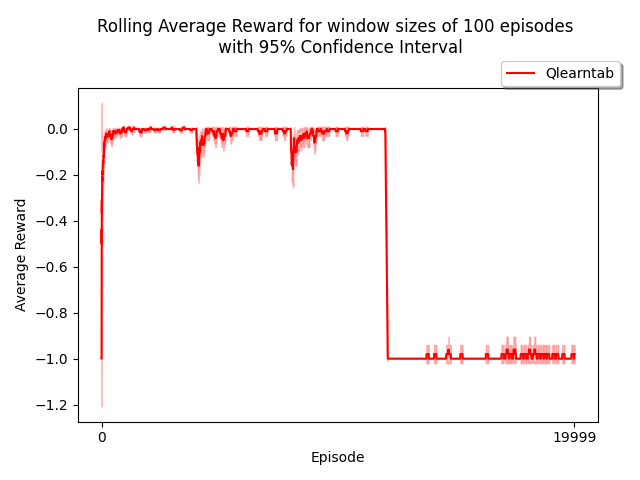 Rolling Average Reward for window sizes of 100 episodes
with 95% Confidence Interval
Qlearntab
Average Reward
0.0
−0.2
−0.4
−0.6
−0.8
−1.0
−1.2
0
19999
Episode